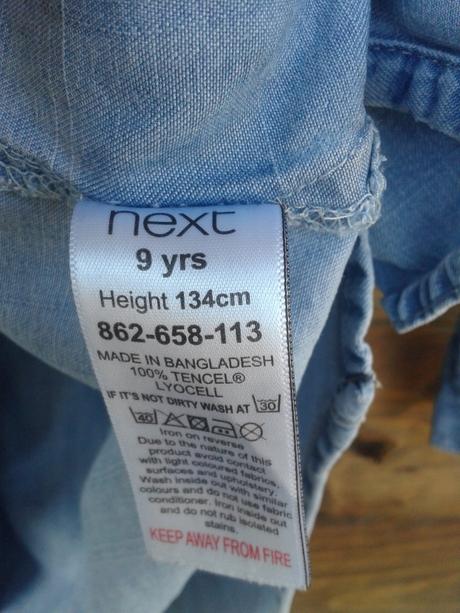 next
9 yrs
Height 134cm
862-658-113
MADE IN BANGLADESH
100% TENCEL®
LYOCELL
IF IT'S NOT DIRTY WASH AT 30
40
Iron on reverse
Due to the nature of this
product avoid contact
with light coloured fabrics,
surfaces and upholstery.
Wash inside out with similar
colours and do not use fabric
conditioner. Iron inside out
and do not rub isolated
stains.
KEEP AWAY FROM FIRE